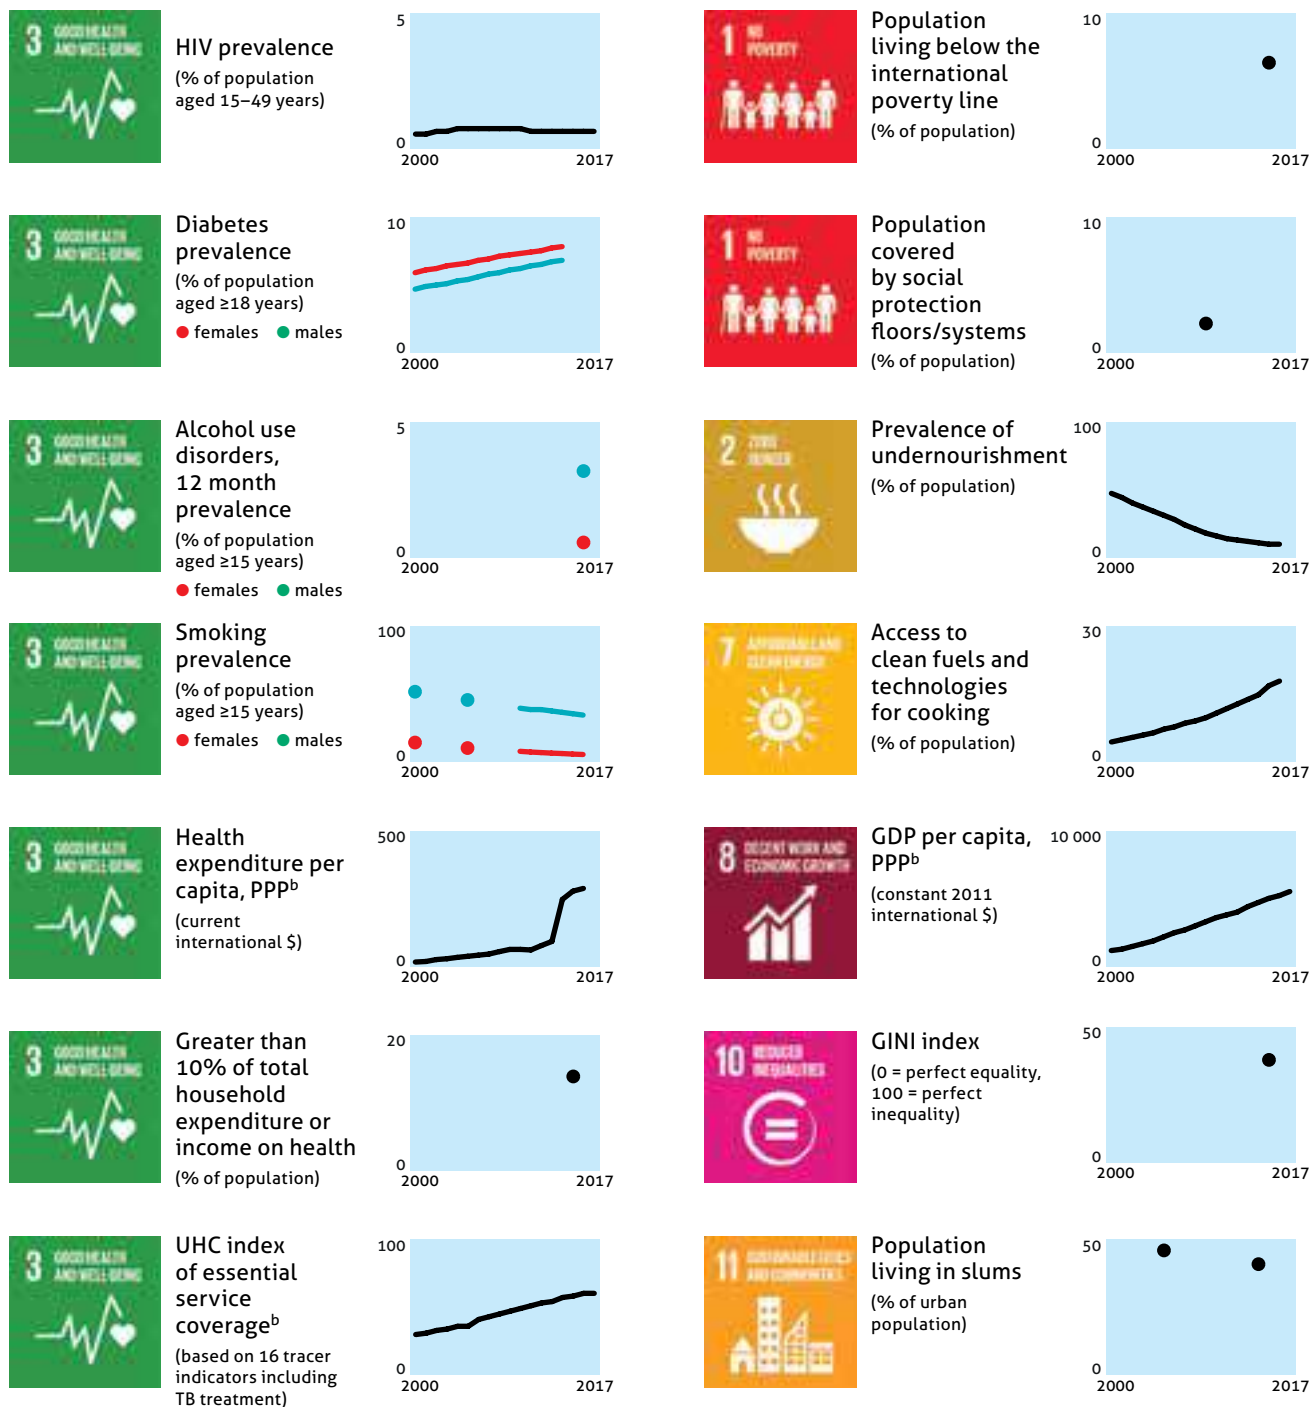 3 GOOD HEALTH
AND WELL-BEING
HIV prevalence
(% of population
aged 15–49 years)
5
0
2000 2017
3 GOOD HEALTH
AND WELL-BEING
Diabetes
prevalence
(% of population
aged ≥18 years)
females males
10
0
2000 2017
3 GOOD HEALTH
AND WELL-BEING
Alcohol use
disorders,
12 month
prevalence
(% of population
aged ≥15 years)
females males
5
0
2000 2017
3 GOOD HEALTH
AND WELL-BEING
Smoking
prevalence
(% of population
aged ≥15 years)
females males
100
0
2000 2017
3 GOOD HEALTH
AND WELL-BEING
Health
expenditure per
capita, PPPᵇ
(current
international $)
500
0
2000 2017
3 GOOD HEALTH
AND WELL-BEING
Greater than
10% of total
household
expenditure or
income on health
(% of population)
20
0
2000 2017
3 GOOD HEALTH
AND WELL-BEING
UHC index
of essential
service
coverageᵇ
(based on 16 tracer
indicators including
TB treatment)
100
0
2000 2017
1 NO
POVERTY
Population
living below the
international
poverty line
(% of population)
10
0
2000 2017
1 NO
POVERTY
Population
covered
by social
protection
floors/systems
(% of population)
10
0
2000 2017
2 ZERO
HUNGER
Prevalence of
undernourishment
(% of population)
100
0
2000 2017
7 AFFORDABLE AND
CLEAN ENERGY
Access to
clean fuels and
technologies
for cooking
(% of population)
30
0
2000 2017
8 DECENT WORK AND
ECONOMIC GROWTH
GDP per capita,
PPPᵇ
(constant 2011
international $)
10 000
0
2000 2017
10 REDUCED
INEQUALITIES
GINI index
(0 = perfect equality,
100 = perfect
inequality)
50
0
2000 2017
11 SUSTAINABLE CITIES
AND COMMUNITIES
Population
living in slums
(% of urban
population)
50
0
2000 2017